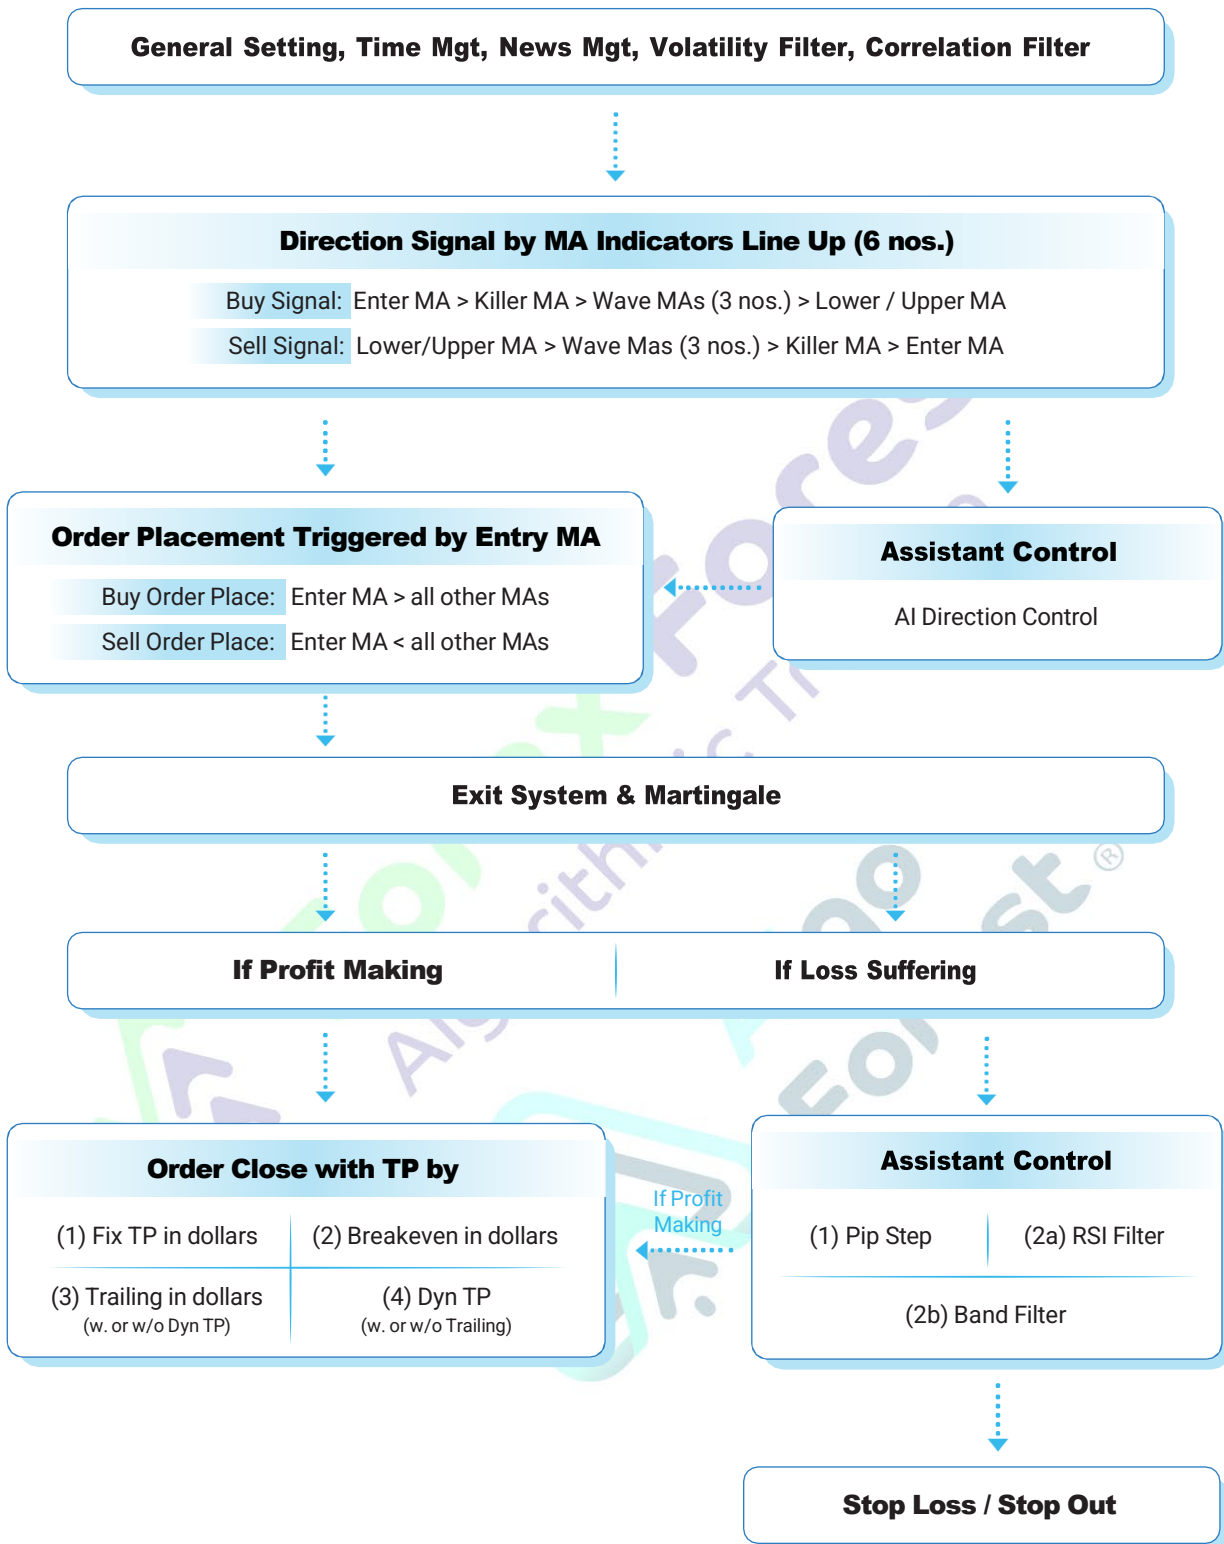 General Setting, Time Mgt, News Mgt, Volatility Filter, Correlation Filter
Direction Signal by MA Indicators Line Up (6 nos.)
Buy Signal: Enter MA > Killer MA > Wave MAs (3 nos.) > Lower / Upper MA
Sell Signal: Lower/Upper MA > Wave Mas (3 nos.) > Killer MA > Enter MA
Order Placement Triggered by Entry MA
Buy Order Place: Enter MA > all other MAs
Sell Order Place: Enter MA < all other MAs
Assistant Control
AI Direction Control
Exit System & Martingale
If Profit Making
If Loss Suffering
Order Close with TP by
(1) Fix TP in dollars
(2) Breakeven in dollars
(3) Trailing in dollars
(w. or w/o Dyn TP)
(4) Dyn TP
(w. or w/o Trailing)
If Profit
Making
Assistant Control
(1) Pip Step
(2a) RSI Filter
(2b) Band Filter
Stop Loss / Stop Out
®